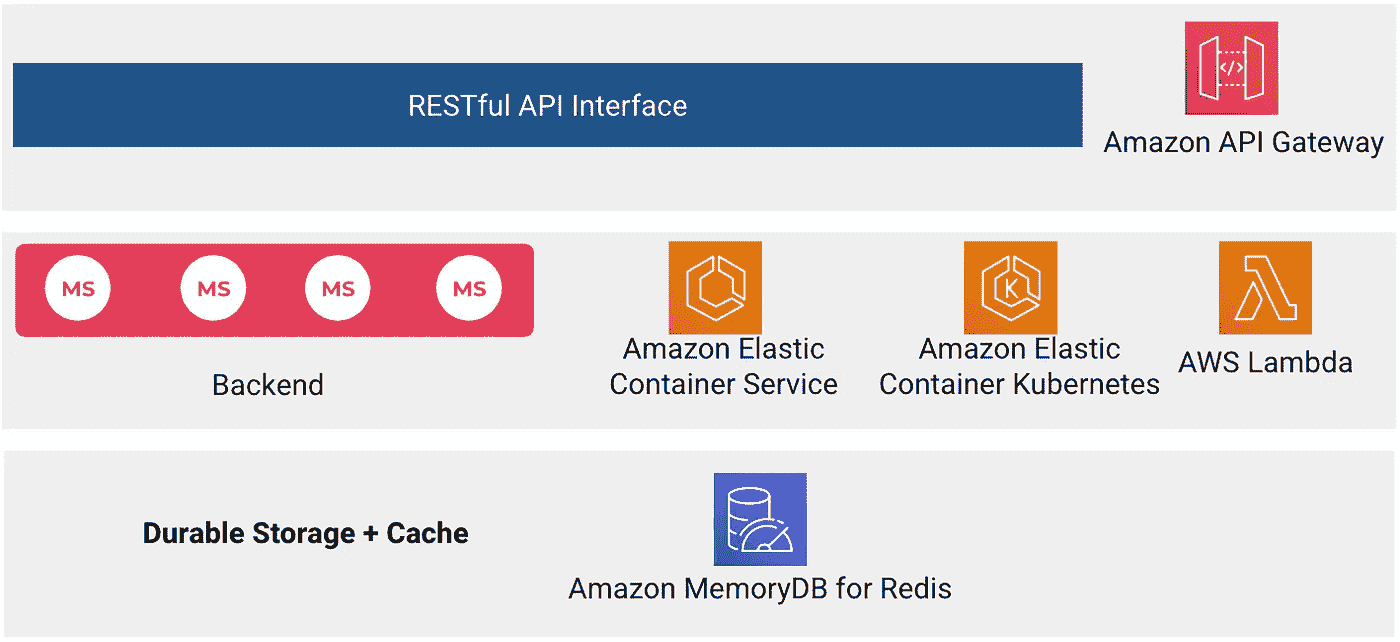 RESTful API Interface
</>
Amazon API Gateway
MS MS MS MS
Backend
Amazon Elastic
Container Service
K
Amazon Elastic
Container Kubernetes
AWS Lambda
Durable Storage + Cache
Amazon MemoryDB for Redis